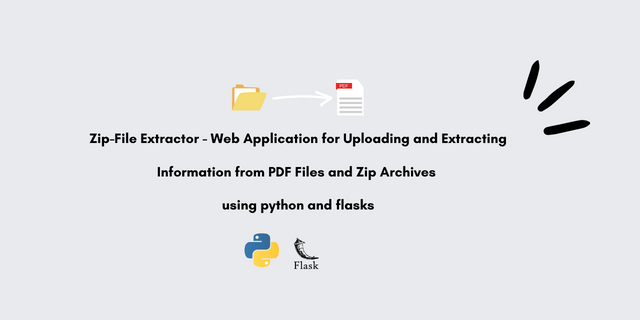 PDF
Zip-File Extractor - Web Application for Uploading and Extracting
Information from PDF Files and Zip Archives
using python and flasks
Flask